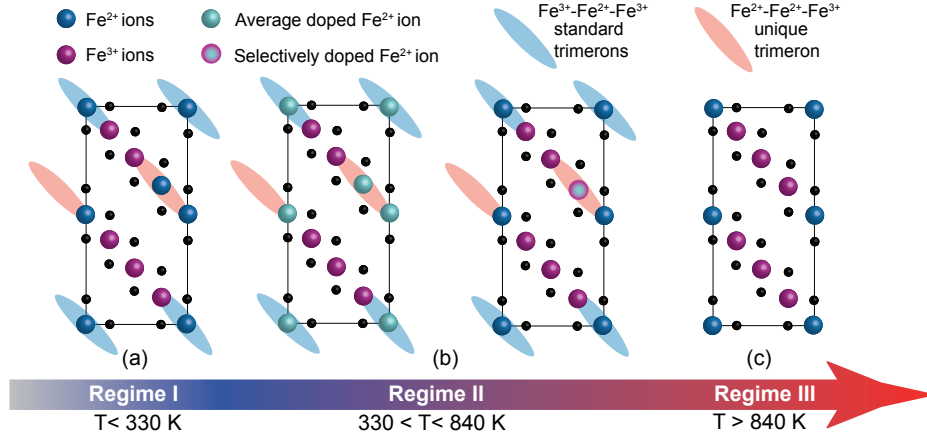 Fe²⁺ ions
Average doped Fe²⁺ ion
Fe³⁺ ions
Selectively doped Fe²⁺ ion
Fe³⁺-Fe²⁺-Fe³⁺
standard
trimerons
Fe²⁺-Fe²⁺-Fe³⁺
unique
trimeron
(a)
(b)
(c)
Regime I
Regime II
Regime III
T< 330 K
330 < T< 840 K
T > 840 K